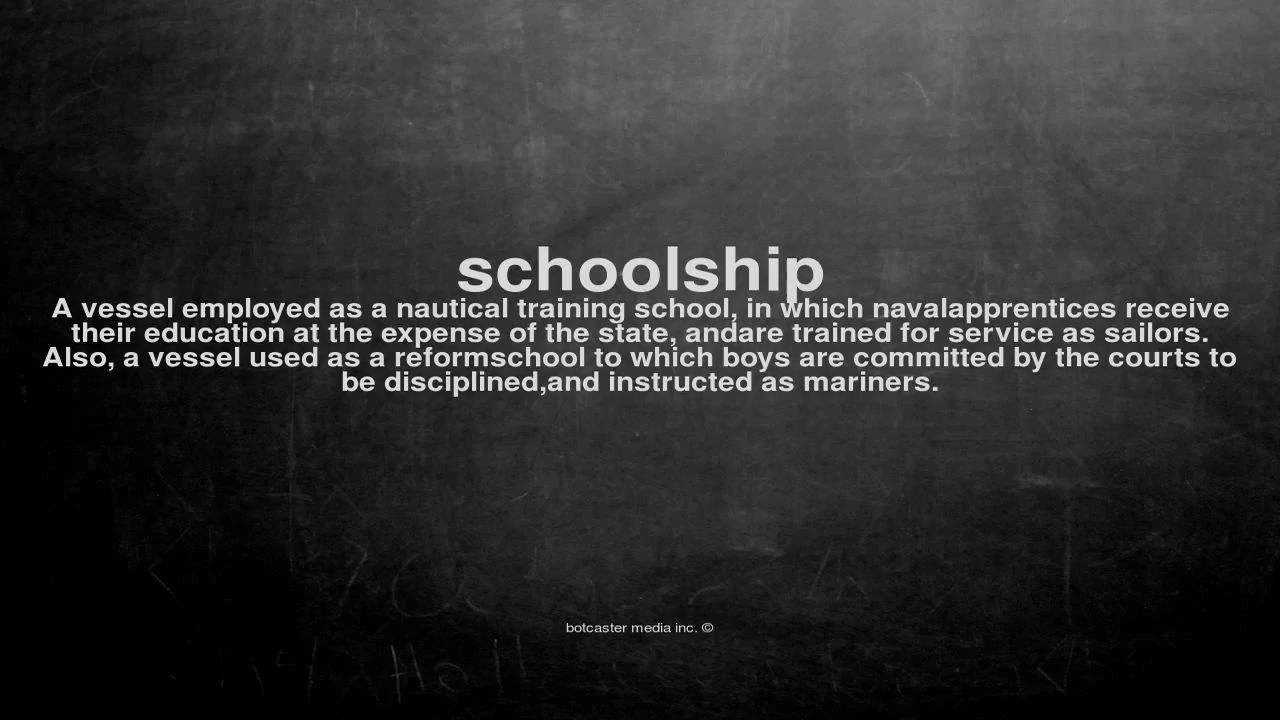 schoolship
A vessel employed as a nautical training school, in which navalapprentices receive
their education at the expense of the state, andare trained for service as sailors.
Also, a vessel used as a reformschool to which boys are committed by the courts to
be disciplined,and instructed as mariners.
botcaster media inc. ©